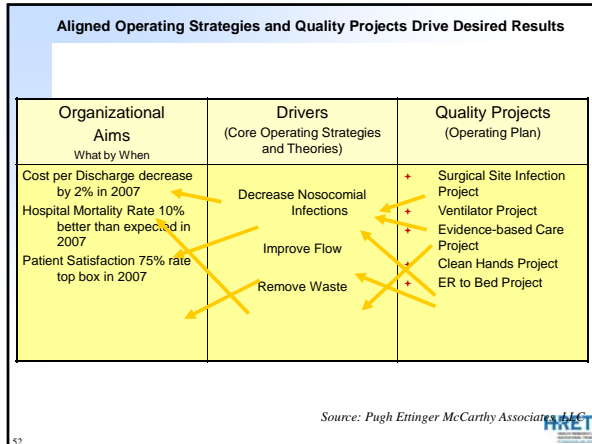 Aligned Operating Strategies and Quality Projects Drive Desired Results
Organizational
Aims
What by When
Drivers
(Core Operating Strategies
and Theories)
Quality Projects
(Operating Plan)
Cost per Discharge decrease
by 2% in 2007
Hospital Mortality Rate 10%
better than expected in
2007
Patient Satisfaction 75% rate
top box in 2007
Decrease Nosocomial
Infections
Improve Flow
Remove Waste
Surgical Site Infection
Project
Ventilator Project
Evidence-based Care
Project
Clean Hands Project
ER to Bed Project
Source: Pugh Ettinger McCarthy Associates, LLC
HRET
52